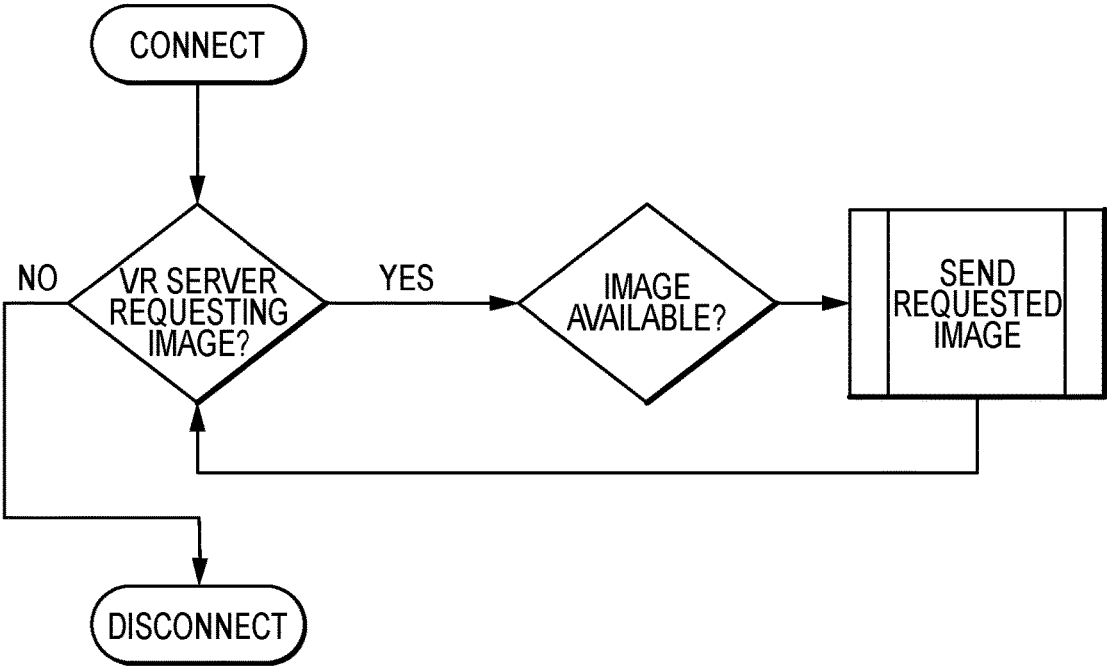 CONNECT
NO
VR SERVER
REQUESTING
IMAGE?
YES
IMAGE
AVAILABLE?
SEND
REQUESTED
IMAGE
DISCONNECT